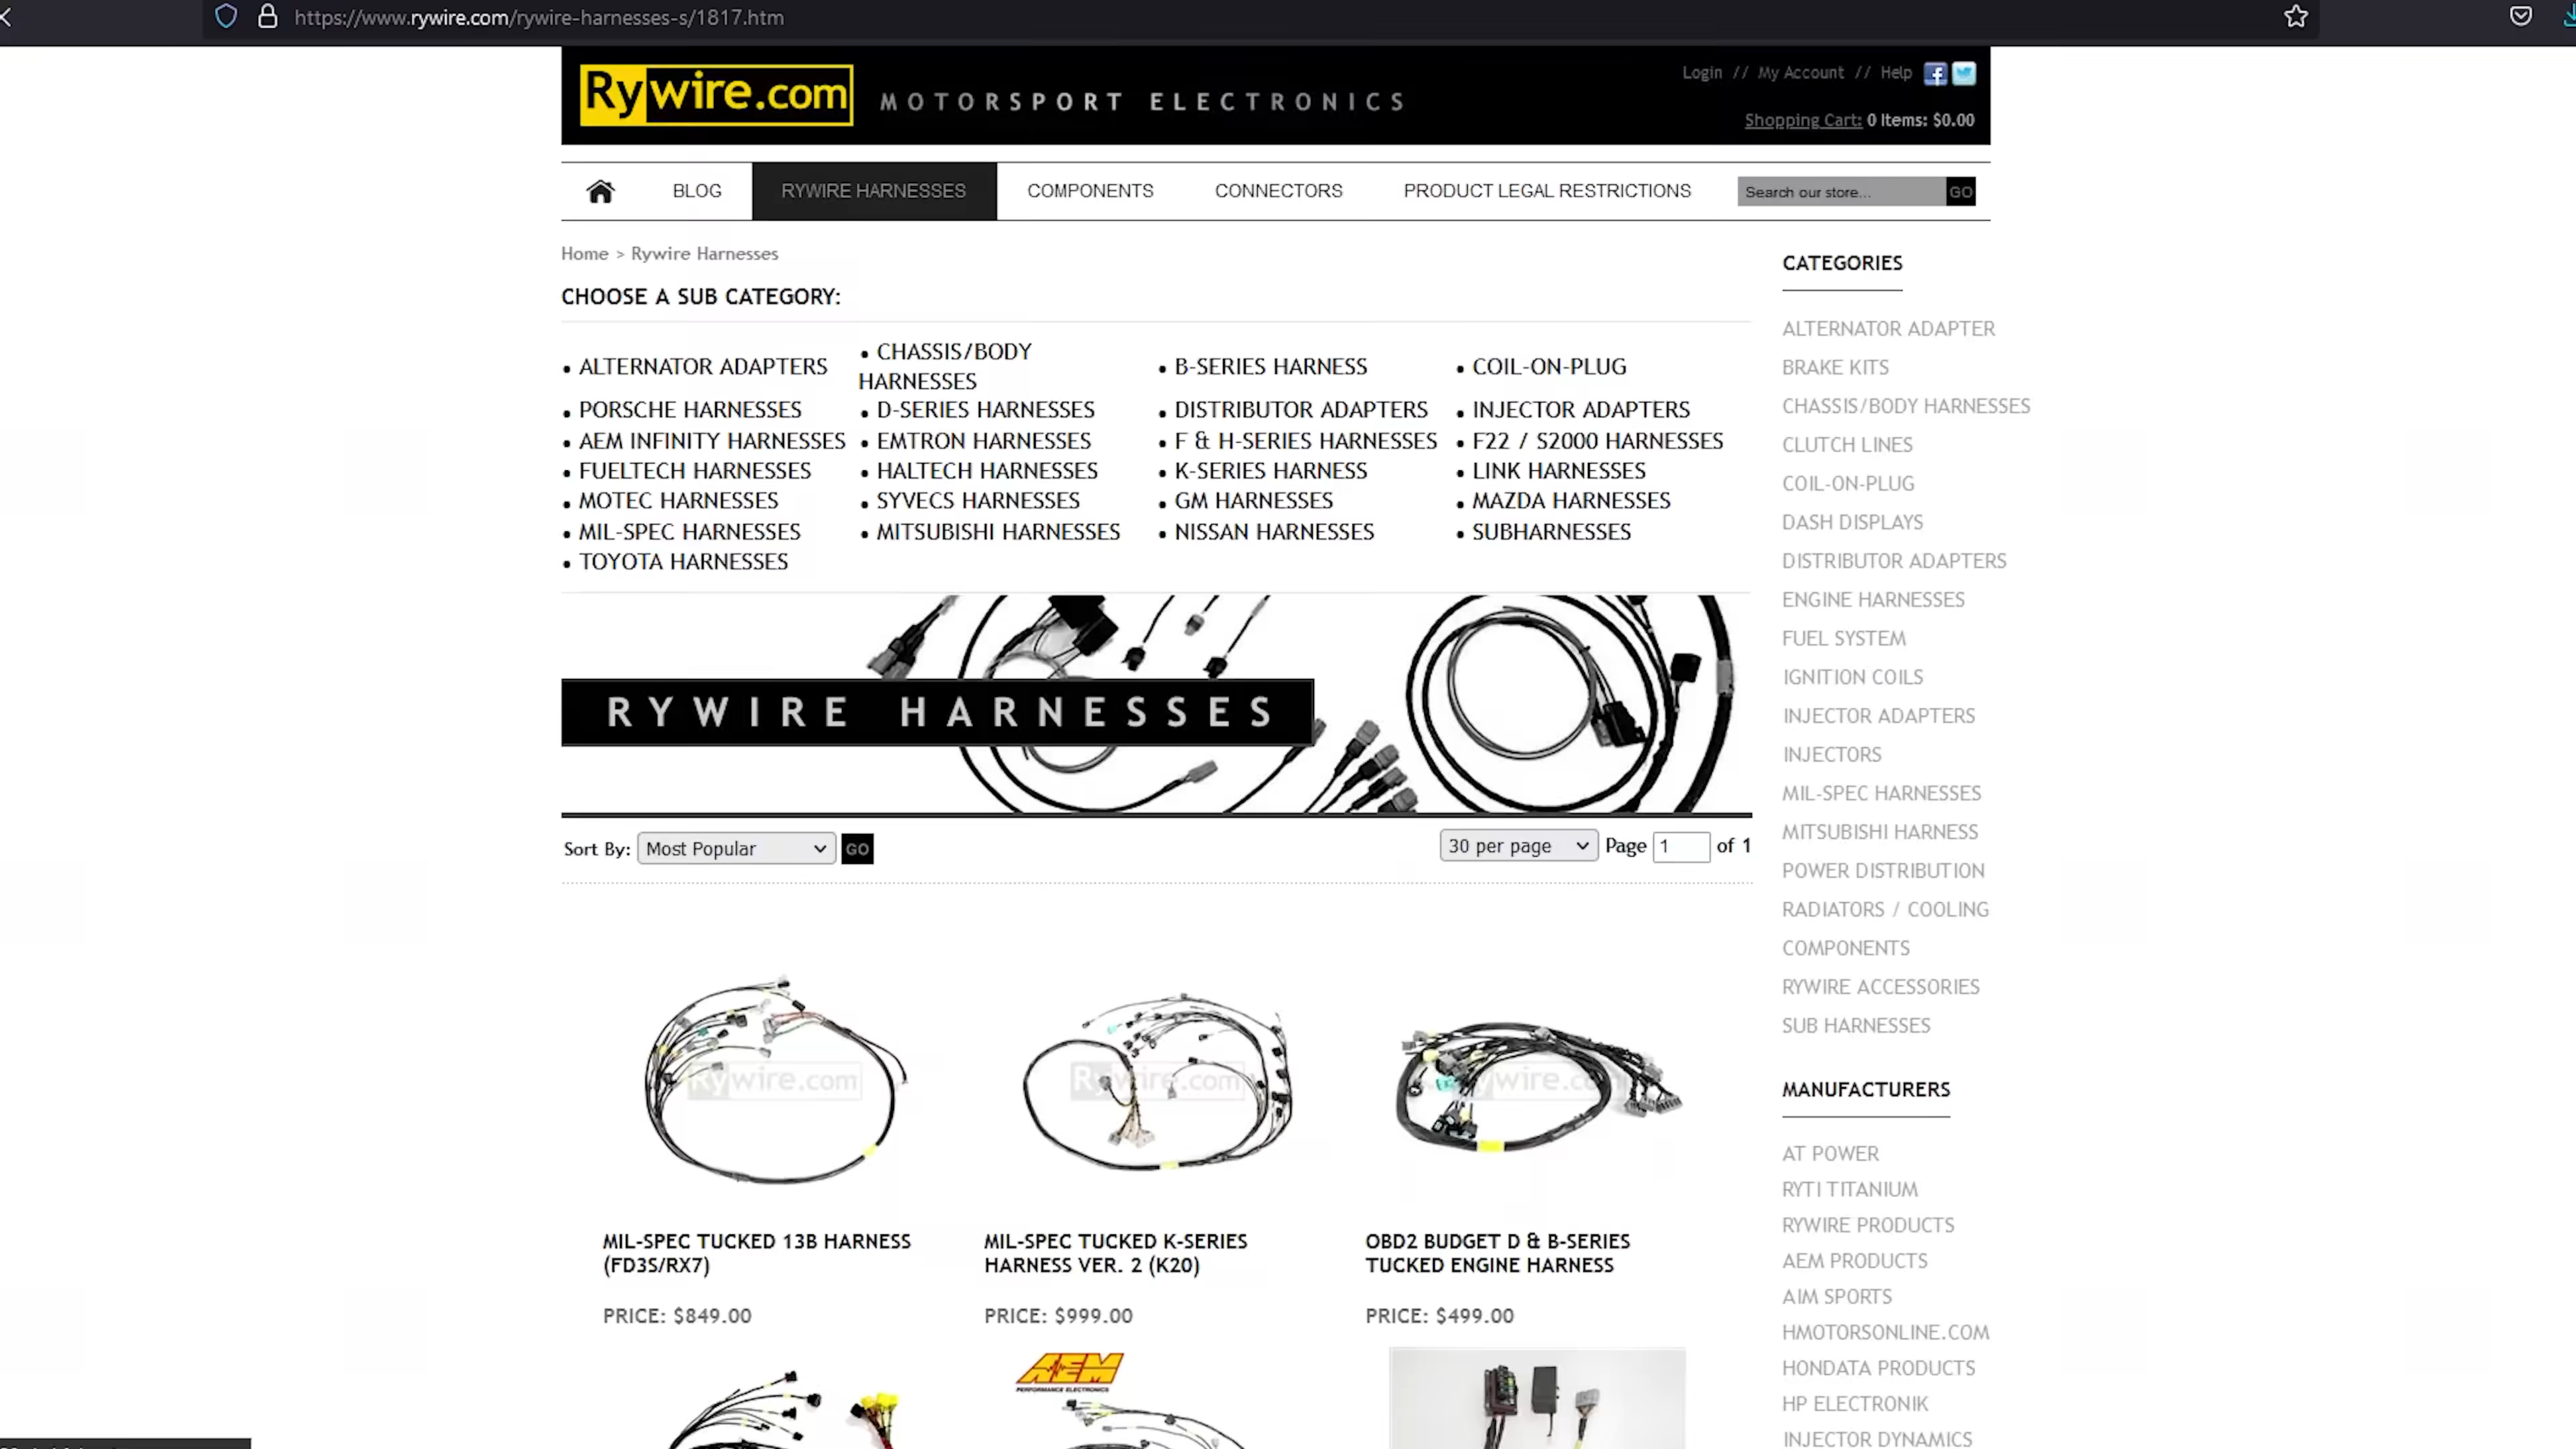 https://www.rywire.com/rywire-harnesses-s/1817.htm
Rywire.com MOTORSPORT ELECTRONICS
Login // My Account // Help
Shopping Cart: 0 Items: $0.00
BLOG RYWIRE HARNESSES COMPONENTS CONNECTORS PRODUCT LEGAL RESTRICTIONS Search our store... GO
Home > Rywire Harnesses
CHOOSE A SUB CATEGORY:
• ALTERNATOR ADAPTERS • CHASSIS/BODY HARNESSES • B-SERIES HARNESS • COIL-ON-PLUG
• PORSCHE HARNESSES • D-SERIES HARNESSES • DISTRIBUTOR ADAPTERS • INJECTOR ADAPTERS
• AEM INFINITY HARNESSES • EMTRON HARNESSES • F & H-SERIES HARNESSES • F22 / S2000 HARNESSES
• FUELTECH HARNESSES • HALTECH HARNESSES • K-SERIES HARNESS • LINK HARNESSES
• MOTEC HARNESSES • SYVECS HARNESSES • GM HARNESSES • MAZDA HARNESSES
• MIL-SPEC HARNESSES • MITSUBISHI HARNESSES • NISSAN HARNESSES • SUBHARNESSES
• TOYOTA HARNESSES
RYWIRE HARNESSES
Sort By: Most Popular GO 30 per page Page 1 of 1
Rywire.com
Rywire.com
Rywire.com
MIL-SPEC TUCKED 13B HARNESS
(FD3S/RX7)
PRICE: $849.00
MIL-SPEC TUCKED K-SERIES
HARNESS VER. 2 (K20)
PRICE: $999.00
OBD2 BUDGET D & B-SERIES
TUCKED ENGINE HARNESS
PRICE: $499.00
AEM
PERFORMANCE ELECTRONICS
CATEGORIES
ALTERNATOR ADAPTER
BRAKE KITS
CHASSIS/BODY HARNESSES
CLUTCH LINES
COIL-ON-PLUG
DASH DISPLAYS
DISTRIBUTOR ADAPTERS
ENGINE HARNESSES
FUEL SYSTEM
IGNITION COILS
INJECTOR ADAPTERS
INJECTORS
MIL-SPEC HARNESSES
MITSUBISHI HARNESS
POWER DISTRIBUTION
RADIATORS / COOLING
COMPONENTS
RYWIRE ACCESSORIES
SUB HARNESSES
MANUFACTURERS
AT POWER
RYTI TITANIUM
RYWIRE PRODUCTS
AEM PRODUCTS
AIM SPORTS
HMOTORSONLINE.COM
HONDATA PRODUCTS
HP ELECTRONIK
INJECTOR DYNAMICS